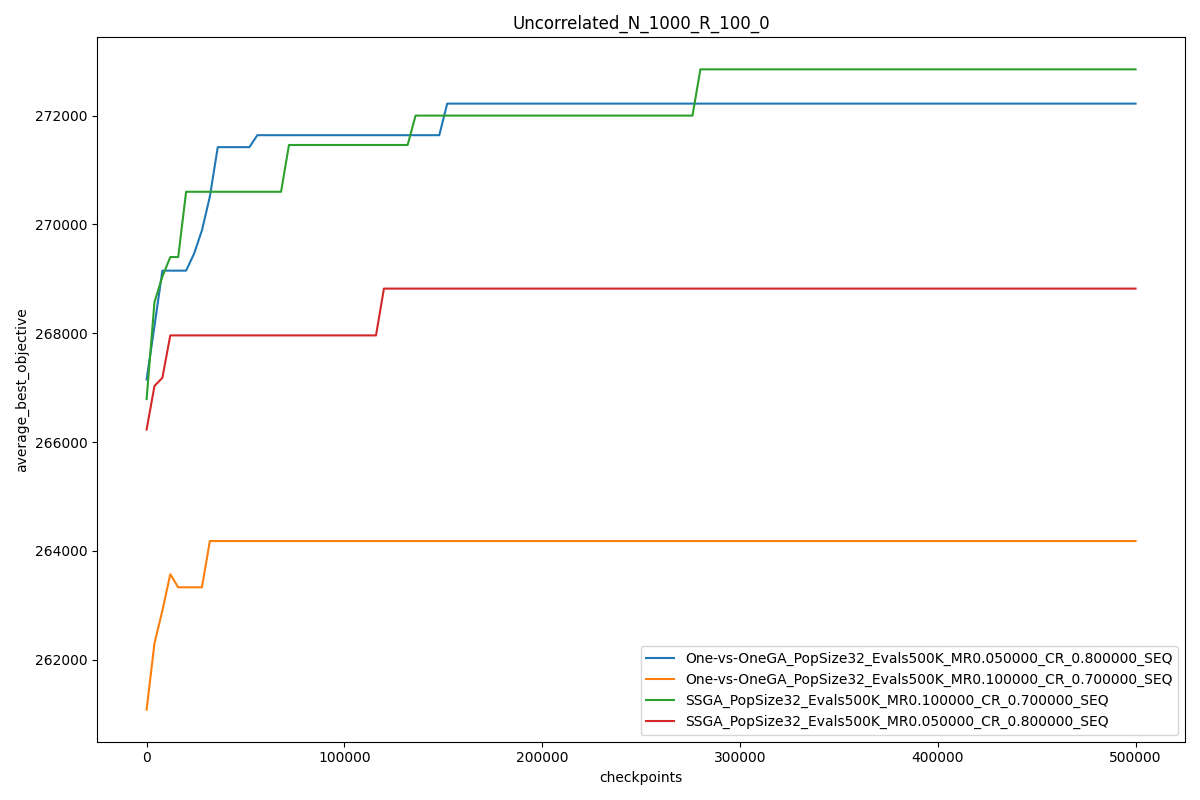 Uncorrelated_N_1000_R_100_0
average_best_objective
272000
270000
268000
266000
264000
262000
0
100000
200000
300000
400000
500000
checkpoints
One-vs-OneGA_PopSize32_Evals500K_MR0.050000_CR_0.800000_SEQ
One-vs-OneGA_PopSize32_Evals500K_MR0.100000_CR_0.700000_SEQ
SSGA_PopSize32_Evals500K_MR0.100000_CR_0.700000_SEQ
SSGA_PopSize32_Evals500K_MR0.050000_CR_0.800000_SEQ